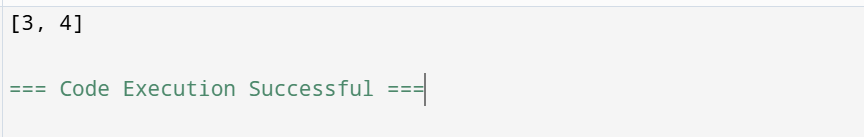 [3, 4]
=== Code Execution Successful ===